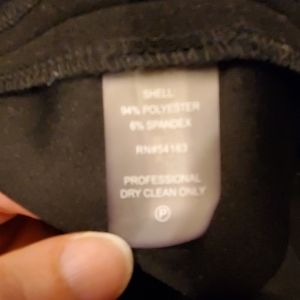 SHELL:
94% POLYESTER
6% SPANDEX
RN#54163
PROFESSIONAL
DRY CLEAN ONLY
P